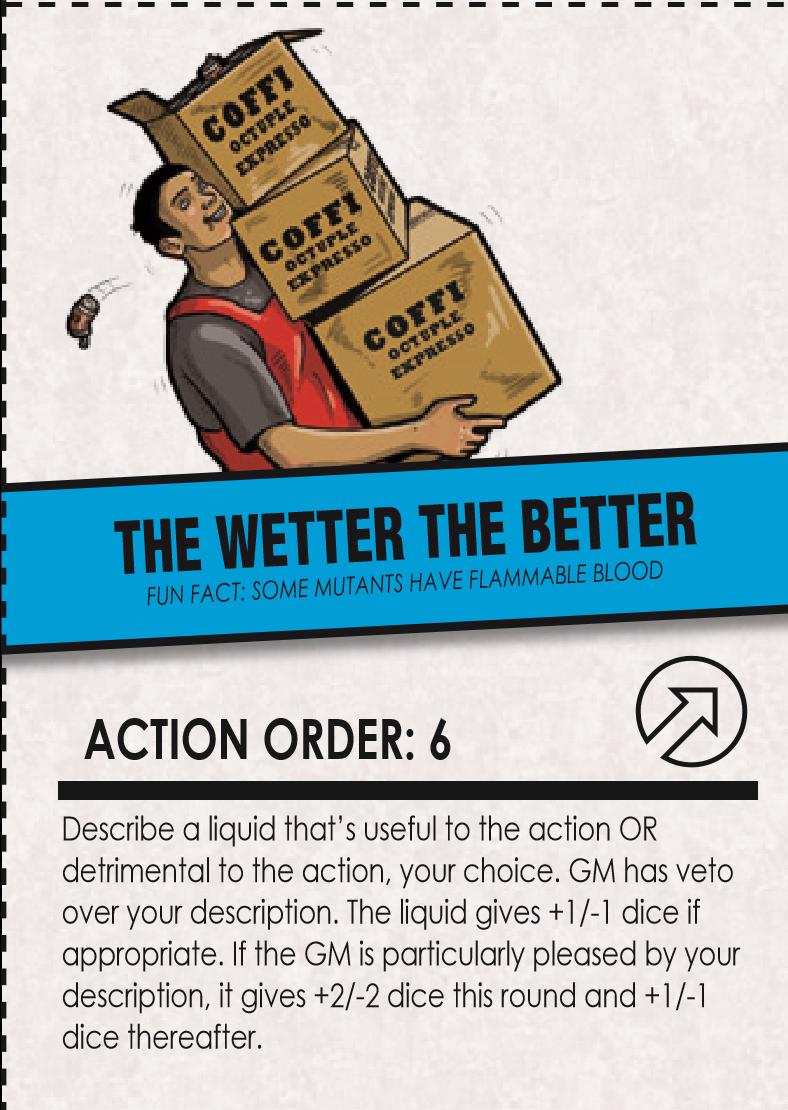 COFFI
OCTUPLE
EXPRESSO
COFFI
OCTUPLE
EXPRESSO
COFFI
OCTUPLE
EXPRESSO
THE WETTER THE BETTER
FUN FACT: SOME MUTANTS HAVE FLAMMABLE BLOOD
ACTION ORDER: 6
Describe a liquid that’s useful to the action OR
detrimental to the action, your choice. GM has veto
over your description. The liquid gives +1/-1 dice if
appropriate. If the GM is particularly pleased by your
description, it gives +2/-2 dice this round and +1/-1
dice thereafter.